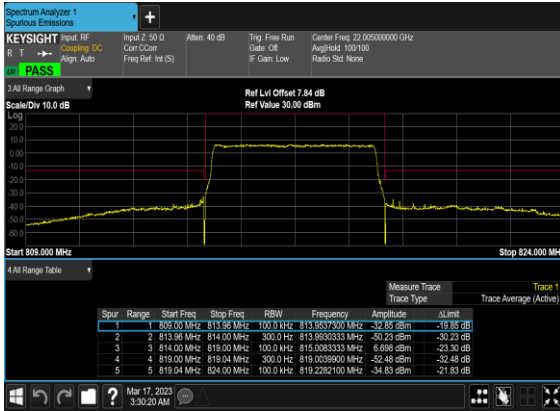 Spectrum Analyzer 1
Spurious Emissions
+
KEYSIGHT Input: RF Input Z: 50 Ω Atten: 40 dB Trig: Free Run Center Freq: 22.005000000 GHz
R T Coupling: DC Corr CCorr Gate: Off Avg|Hold: 100/100
Align: Auto Freq Ref: Int (S) IF Gain: Low Radio Std: None
PASS
3 All Range Graph
Ref Lvl Offset 7.84 dB
Scale/Div 10.0 dB Ref Value 30.00 dBm
Log
20.0
10.0
0.00
-10.0
-20.0
-30.0
-40.0
-50.0
-60.0
Start 809.000 MHz Stop 824.000 MHz
4 All Range Table
Measure Trace Trace 1
Trace Type Trace Average (Active)
Spur Range Start Freq Stop Freq RBW Frequency Amplitude ΔLimit
1 1 809.00 MHz 813.96 MHz 100.0 kHz 813.9537300 MHz -32.85 dBm -19.85 dB
2 2 813.96 MHz 814.00 MHz 300.0 Hz 813.9930333 MHz -50.23 dBm -30.23 dB
3 3 814.00 MHz 819.00 MHz 100.0 kHz 815.0083333 MHz 6.698 dBm -23.30 dB
4 4 819.00 MHz 819.04 MHz 300.0 Hz 819.0039900 MHz -52.48 dBm -32.48 dB
5 5 819.04 MHz 824.00 MHz 100.0 kHz 819.2282100 MHz -34.83 dBm -21.83 dB
?
Mar 17, 2023
3:30:20 AM